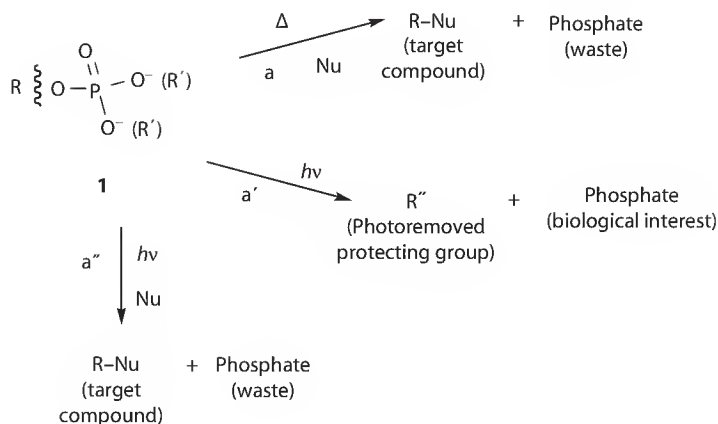 Δ
a Nu
R–Nu + Phosphate
(target (waste)
compound)
O
R O–P–O⁻ (R′)
O⁻ (R′)
1
hν
a′
R″ + Phosphate
(Photoremoved (biological interest)
protecting group)
a″ hν
Nu
R–Nu + Phosphate
(target (waste)
compound)